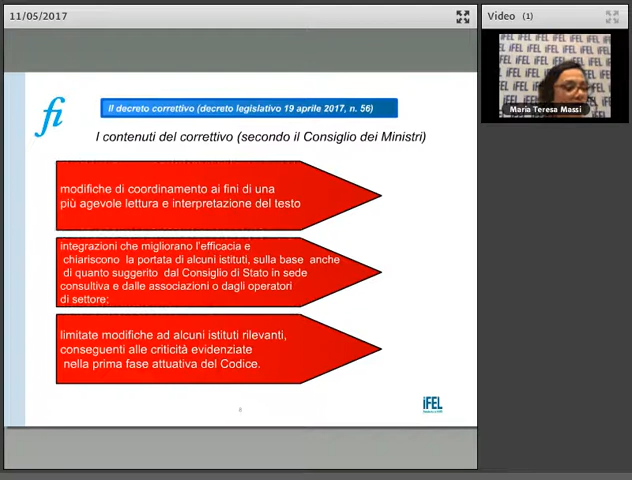 11/05/2017
Video (1)
iFEL iFEL iFEL
Maria Teresa Massi
fi
Il decreto correttivo (decreto legislativo 19 aprile 2017, n. 56)
I contenuti del correttivo (secondo il Consiglio dei Ministri)
modifiche di coordinamento ai fini di una
più agevole lettura e interpretazione del testo
integrazioni che migliorano l'efficacia e
chiariscono la portata di alcuni istituti, sulla base anche
di quanto suggerito dal Consiglio di Stato in sede
consultiva e dalle associazioni o dagli operatori
di settore;
limitate modifiche ad alcuni istituti rilevanti,
conseguenti alle criticità evidenziate
nella prima fase attuativa del Codice.
iFEL